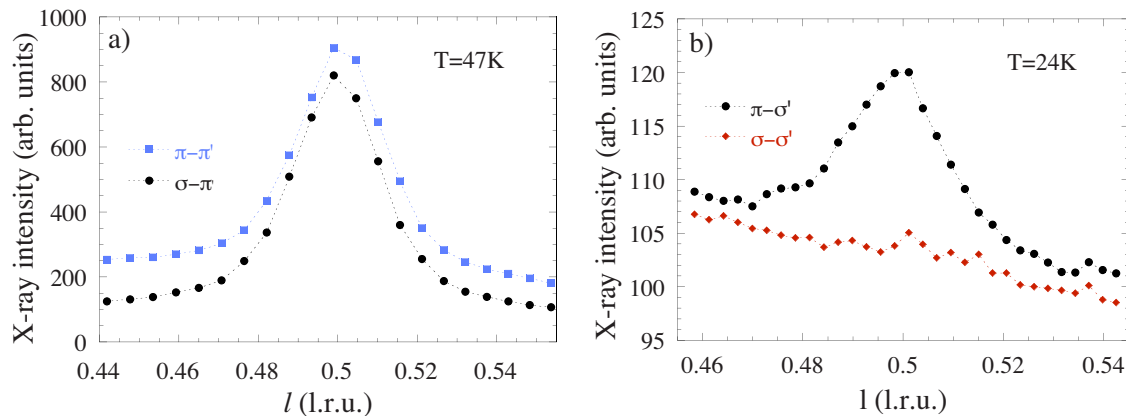 a)
T=47K
π−π'
σ−π'
X-ray intensity (arb. units)
1000
800
600
400
200
0
0.44 0.46 0.48 0.5 0.52 0.54
l (l.r.u.)
b)
T=24K
π−σ'
σ−σ'
X-ray intensity (arb. units)
125
120
115
110
105
100
95
0.46 0.48 0.5 0.52 0.54
l (l.r.u.)